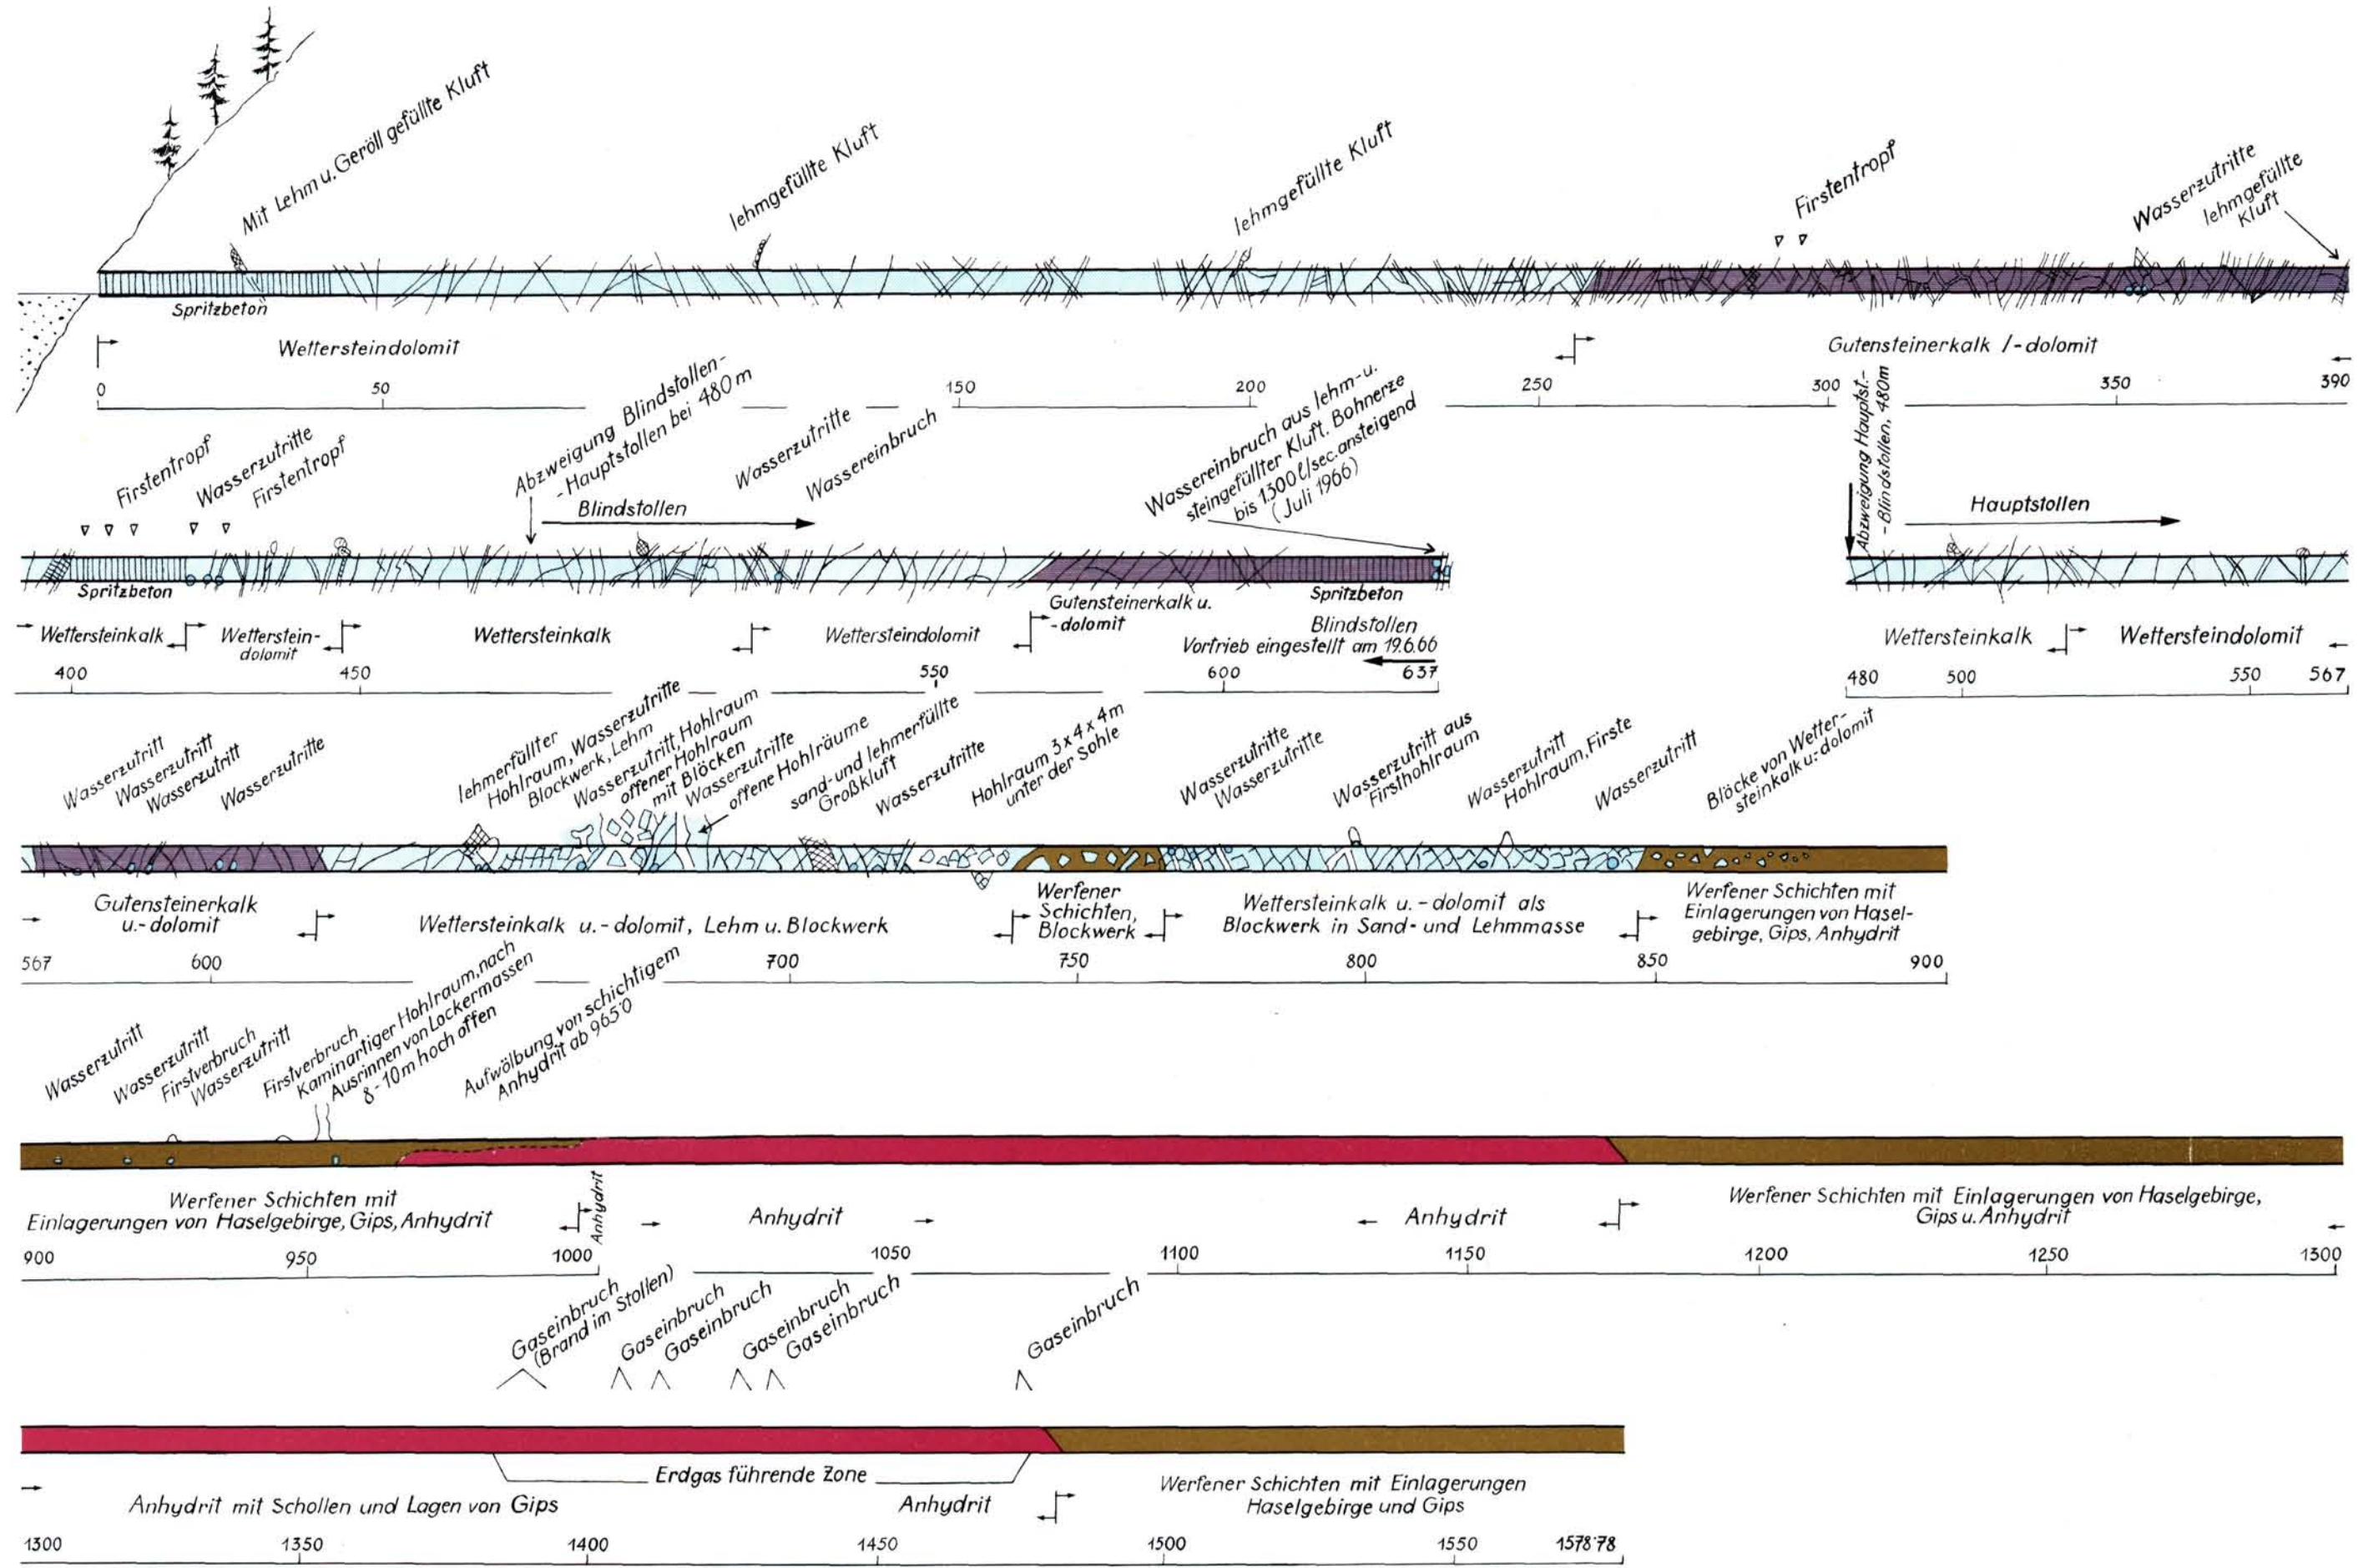 Mit Lehm u. Geröll gefüllte Kluft
lehmgefüllte Kluft
lehmgefüllte Kluft
Firstentropf
Wasserzutritte
lehmgefüllte
Kluft
Spritzbeton
Wettersteindolomit
Gutensteinerkalk /-dolomit
0
50
150
200
250
300
350
390
Firstentropf
Wasserzutritte
Firstentropf
Abzweigung Blindstollen-
-Hauptstollen bei 480m
Blindstollen
Wasserzutritte
Wassereinbruch
Wassereinbruch aus lehm-u.
steingefüllter Kluft. Bohnerze
bis 1300 l/sec. ansteigend
(Juli 1966)
Abzweigung Hauptst.-
-Blindstollen, 480m
Hauptstollen
Spritzbeton
Spritzbeton
Wettersteinkalk
Wetterstein-
dolomit
Wettersteinkalk
Wettersteindolomit
Gutensteinerkalk u.
-dolomit
Blindstollen
Vortrieb eingestellt am 19.6.66
Wettersteinkalk
Wettersteindolomit
400
450
550
600
637
480
500
550
567
Wasserzutritt
Wasserzutritt
Wasserzutritt
Wasserzutritte
lehmerfüllter
Hohlraum, Wasserzutritte
Blockwerk, Lehm
Wasserzutritt, Hohlraum
offener Hohlraum
mit Blöcken
Wasserzutritte
offene Hohlräume
sand-und lehmerfüllte
Großkluft
Wasserzutritte
Hohlraum 3x4x4m
unter der Sohle
Wasserzutritte
Wasserzutritte
Wasserzutritt aus
Firsthohlraum
Wasserzutritt
Hohlraum, Firste
Wasserzutritt
Blöcke von Wetter-
steinkalk u.-dolomit
Gutensteinerkalk
u.-dolomit
Wettersteinkalk u.-dolomit, Lehm u. Blockwerk
Werfener
Schichten,
Blockwerk
Wettersteinkalk u.-dolomit als
Blockwerk in Sand- und Lehmmasse
Werfener Schichten mit
Einlagerungen von Hasel-
gebirge, Gips, Anhydrit
567
600
700
750
800
850
900
Wasserzutritt
Wasserzutritt
Firstverbruch
Wasserzutritt
Firstverbruch
Kaminartiger Hohlraum, nach
Ausrinnen von Lockermassen
8-10m hoch offen
Aufwölbung von schichtigem
Anhydrit ab 965·0
Werfener Schichten mit
Einlagerungen von Haselgebirge, Gips, Anhydrit
Anhydrit
Anhydrit
Anhydrit
Werfener Schichten mit Einlagerungen von Haselgebirge,
Gips u. Anhydrit
900
950
1000
1050
1100
1150
1200
1250
1300
Gaseinbruch
(Brand im Stollen)
Gaseinbruch
Gaseinbruch
Gaseinbruch
Gaseinbruch
Gaseinbruch
Erdgas führende Zone
Anhydrit mit Schollen und Lagen von Gips
Anhydrit
Werfener Schichten mit Einlagerungen
Haselgebirge und Gips
1300
1350
1400
1450
1500
1550
1578·78